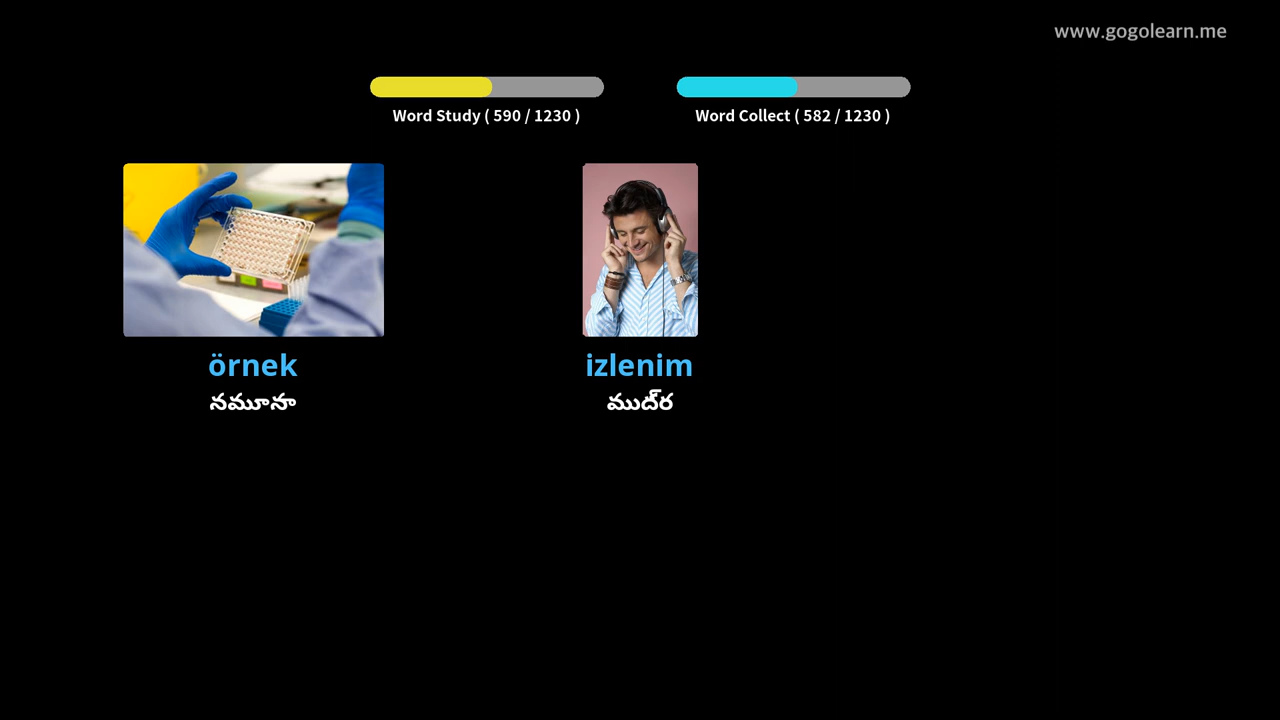 www.gogolearn.me
Word Study ( 590 / 1230 )
Word Collect ( 582 / 1230 )
örnek
izlenim
నమూనా
ముద్ర